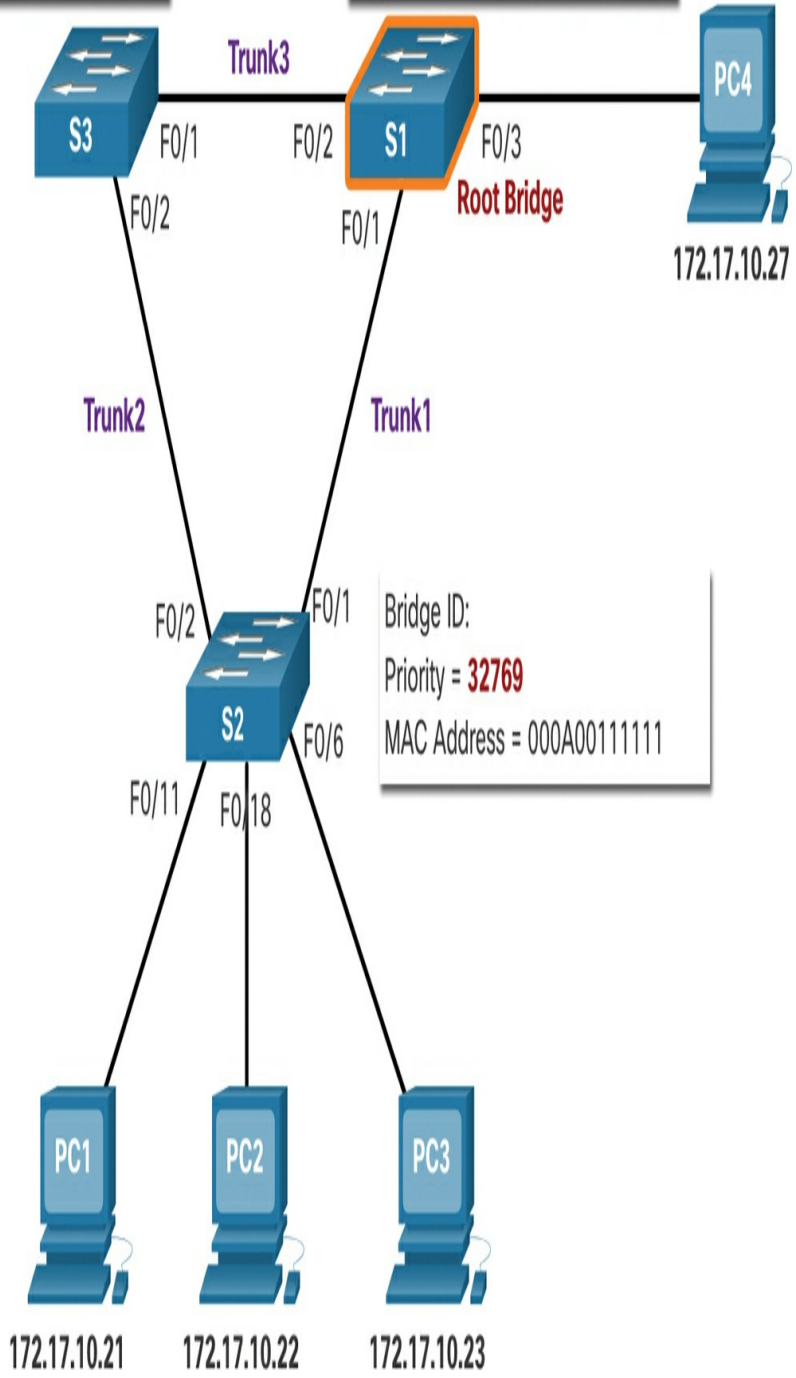 Trunk3
PC4
S3
F0/1
F0/2
S1
F0/3
F0/2
Root Bridge
F0/1
172.17.10.27
Trunk2
Trunk1
F0/2
F0/1
Bridge ID:
Priority = 32769
MAC Address = 000A00111111
S2
F0/6
F0/11
F0/18
PC1
PC2
PC3
172.17.10.21
172.17.10.22
172.17.10.23